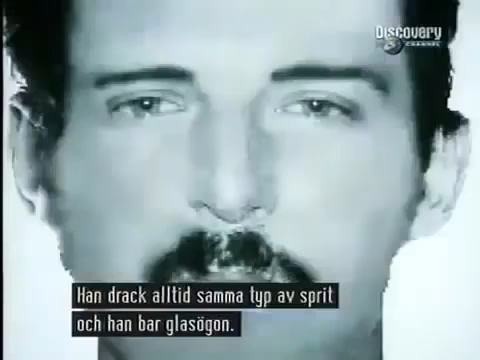 Discovery
CHANNEL
Han drack alltid samma typ av sprit
och han bar glasögon.